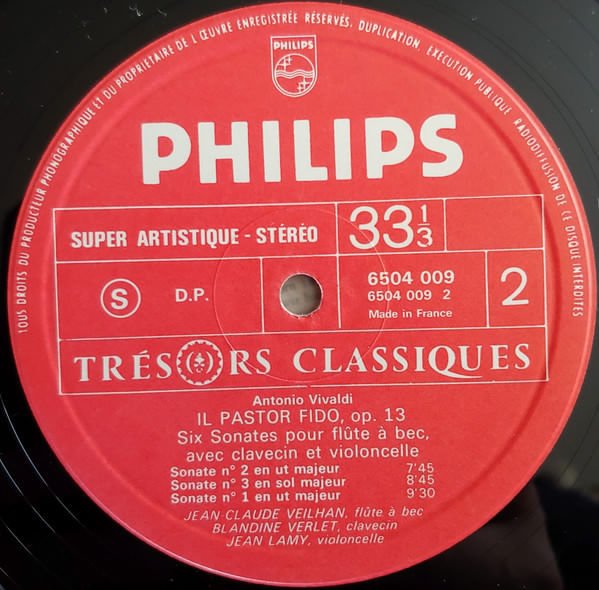 TOUS DROITS DU PRODUCTEUR PHONOGRAPHIQUE ET DU PROPRIETAIRE DE L'ŒUVRE ENREGISTRÉE RÉSERVÉS. DUPLICATION, EXECUTION PUBLIQUE RADIODIFFUSION DE CE DISQUE INTERDITES
PHILIPS
PHILIPS
SUPER ARTISTIQUE - STÉRÉO
33 1/3
S
D.P.
6504 009
6504 009 2
Made in France
2
TRÉSORS CLASSIQUES
Antonio Vivaldi
IL PASTOR FIDO, op. 13
Six Sonates pour flûte à bec,
avec clavecin et violoncelle
Sonate n° 2 en ut majeur 7'45
Sonate n° 3 en sol majeur 8'45
Sonate n° 1 en ut majeur 9'30
JEAN-CLAUDE VEILHAN, flûte à bec
BLANDINE VERLET, clavecin
JEAN LAMY, violoncelle